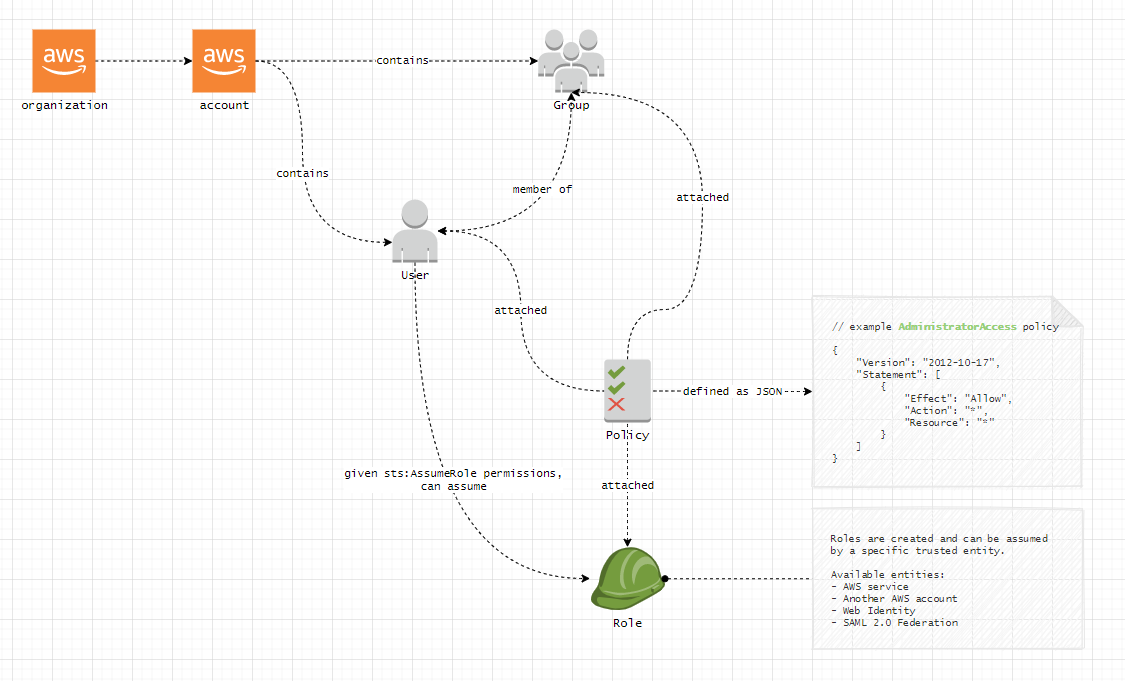 aws
aws
organization
account
contains
Group
contains
member of
attached
User
attached
// example AdministratorAccess policy
{
"Version": "2012-10-17",
"Statement": [
{
"Effect": "Allow",
"Action": "*",
"Resource": "*"
}
]
}
defined as JSON
Policy
given sts:AssumeRole permissions,
can assume
attached
Roles are created and can be assumed
by a specific trusted entity.
Available entities:
- AWS service
- Another AWS account
- Web Identity
- SAML 2.0 Federation
Role